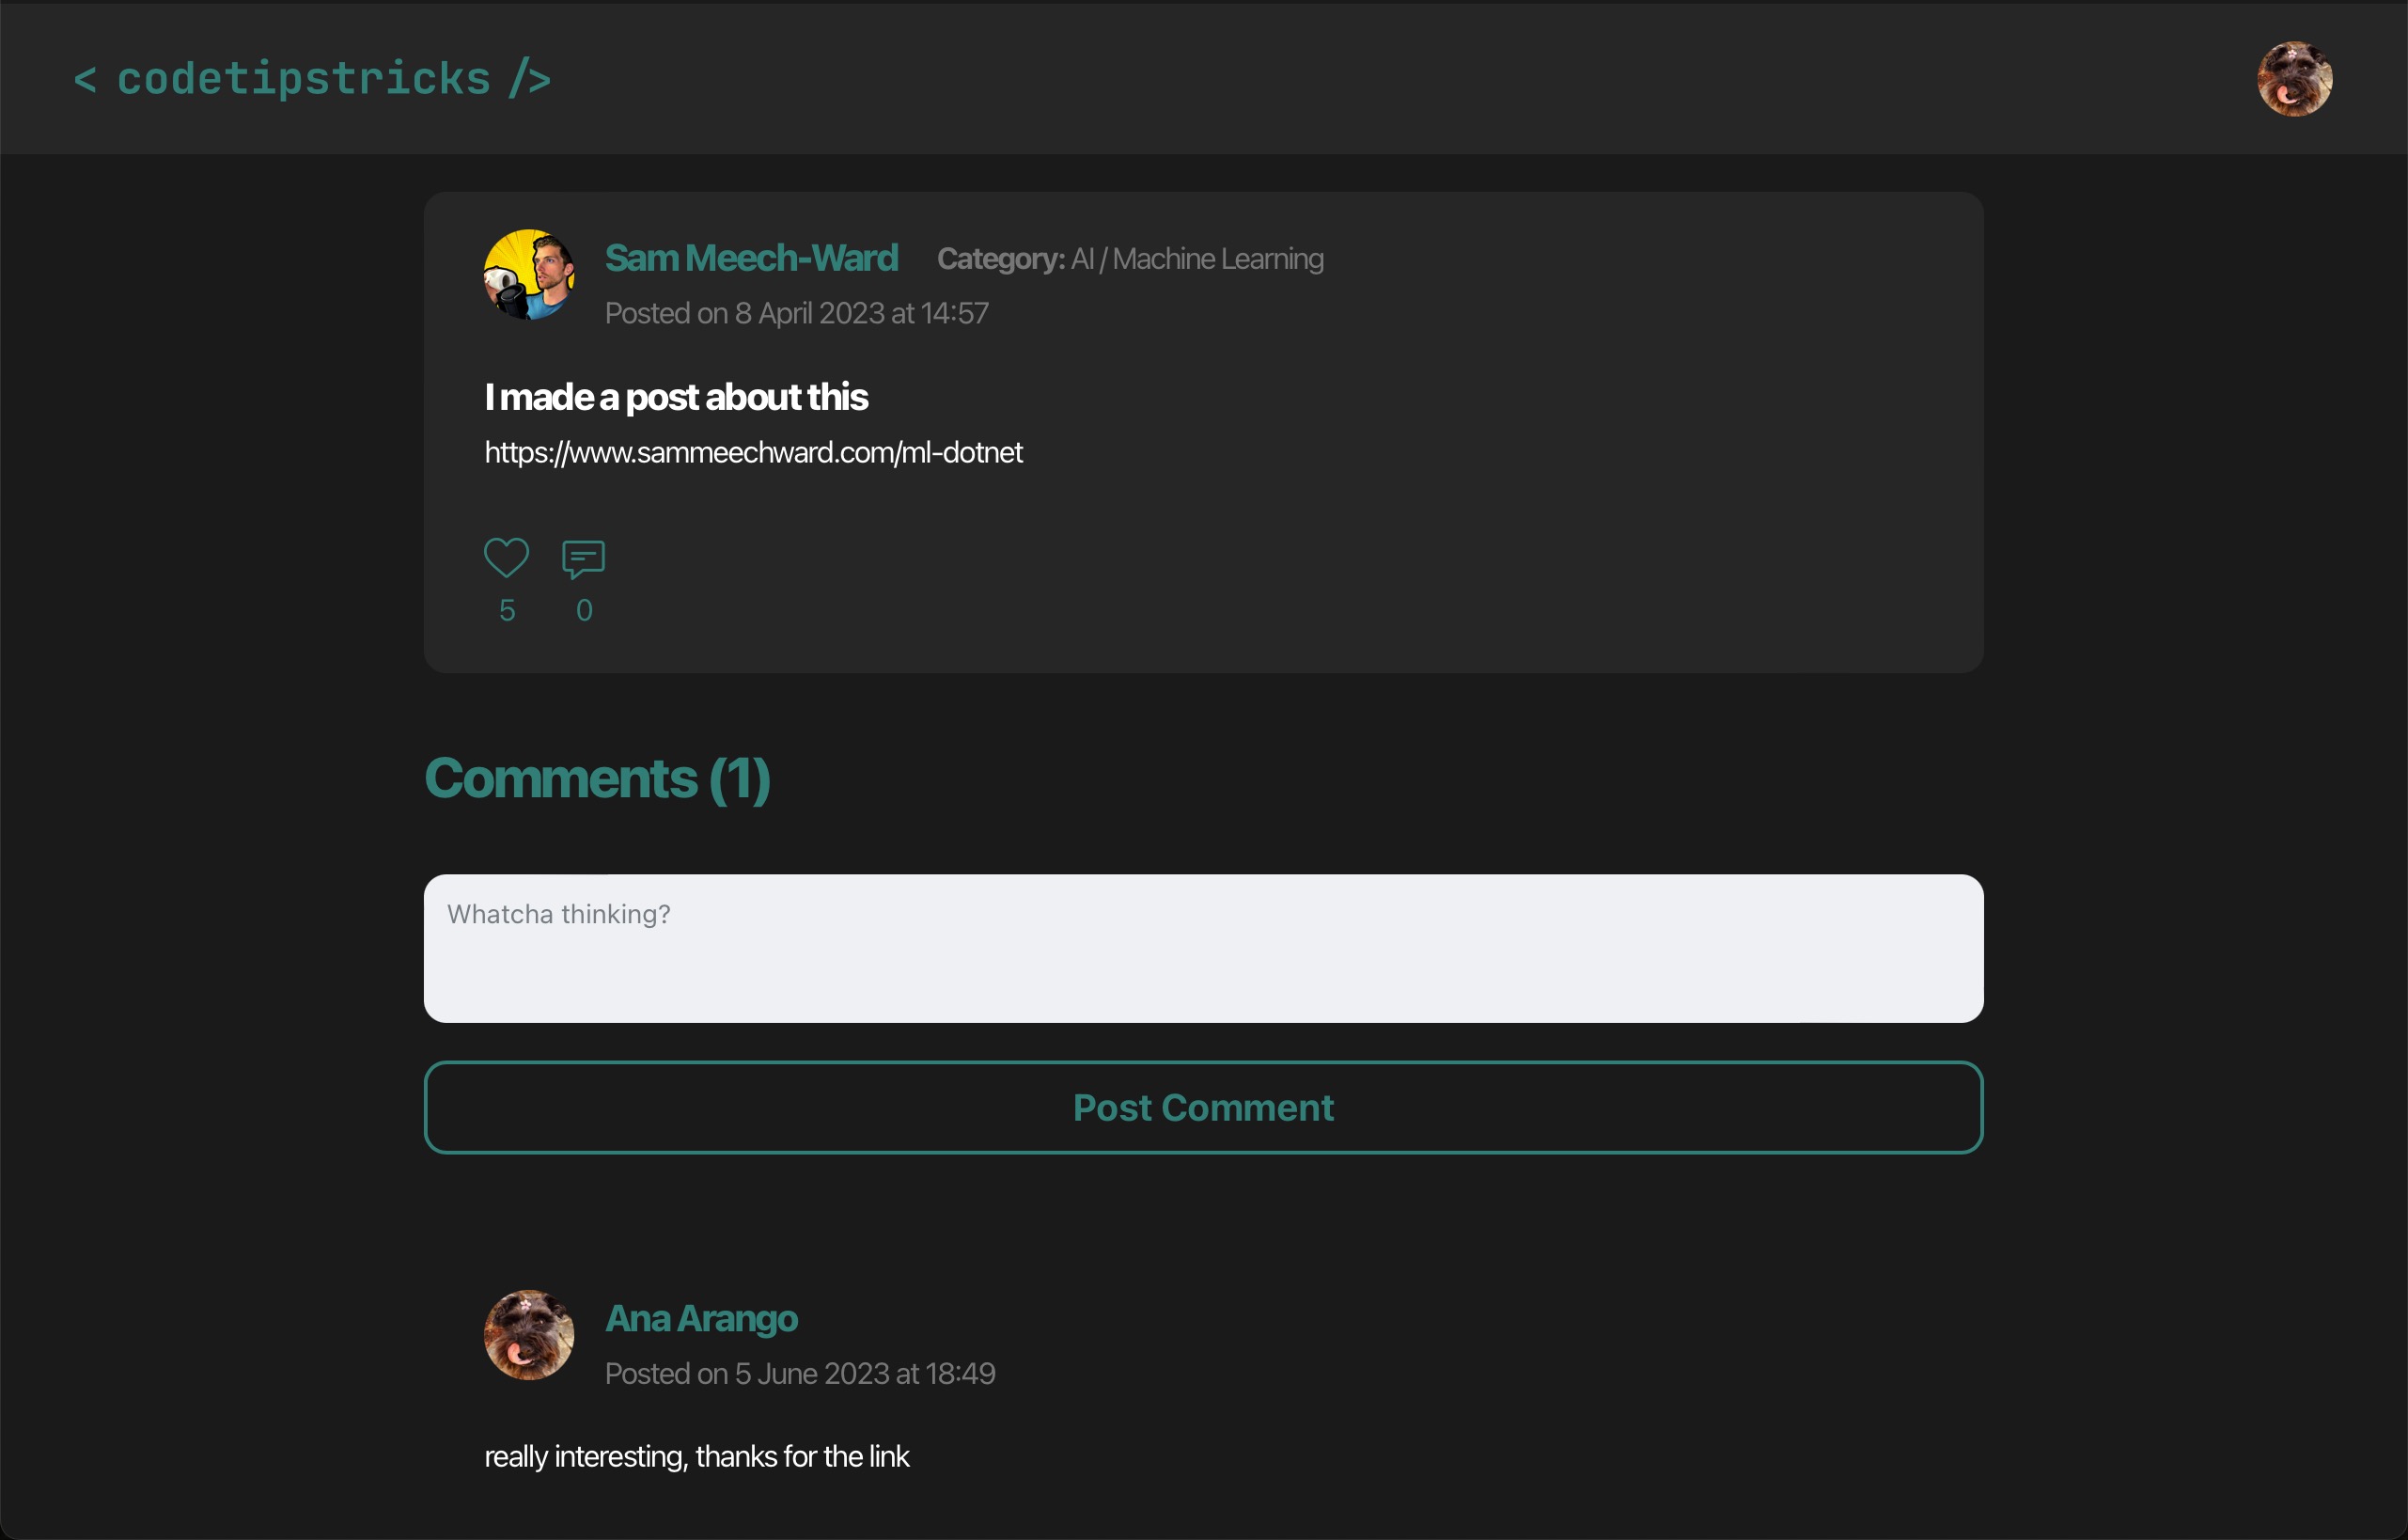 < codetipstricks />
Sam Meech-Ward Category: AI / Machine Learning
Posted on 8 April 2023 at 14:57
I made a post about this
https://www.sammeechward.com/ml-dotnet
5 0
Comments (1)
Whatcha thinking?
Post Comment
Ana Arango
Posted on 5 June 2023 at 18:49
really interesting, thanks for the link